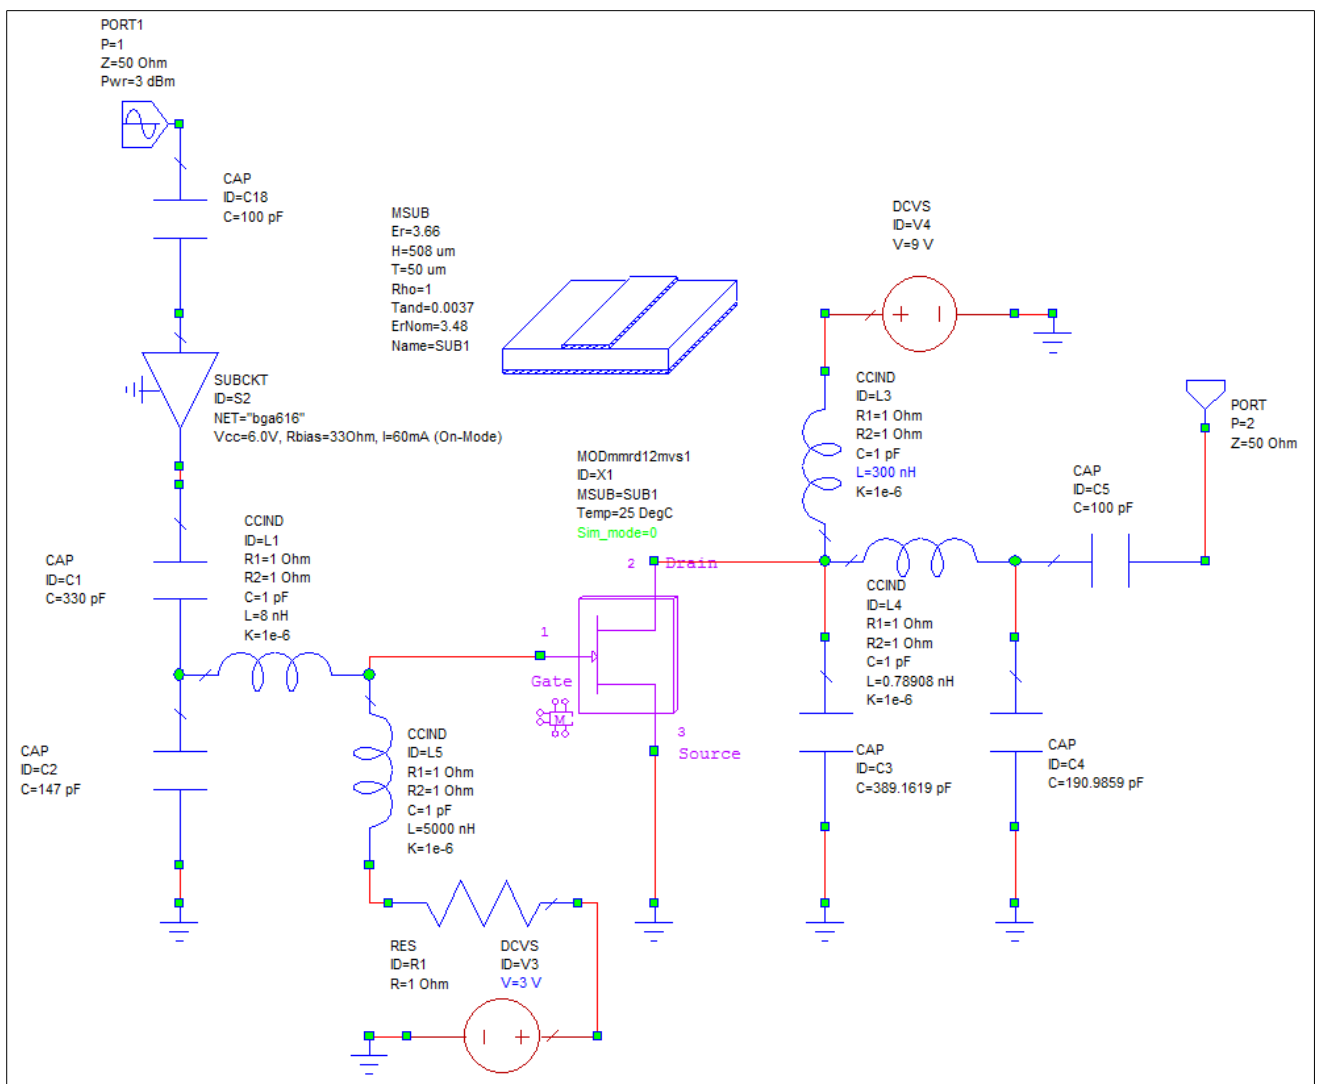 PORT1
P=1
Z=50 Ohm
Pwr=3 dBm
CAP
ID=C18
C=100 pF
MSUB
Er=3.66
H=508 um
T=50 um
Rho=1
Tand=0.0037
ErNom=3.48
Name=SUB1
DCVS
ID=V4
V=9 V
SUBCKT
ID=S2
NET="bga616"
Vcc=6.0V, Rbias=33Ohm, I=60mA (On-Mode)
CCIND
ID=L3
R1=1 Ohm
R2=1 Ohm
C=1 pF
L=300 nH
K=1e-6
PORT
P=2
Z=50 Ohm
MODmmrd12mvs1
ID=X1
MSUB=SUB1
Temp=25 DegC
Sim_mode=0
CAP
ID=C5
C=100 pF
CCIND
ID=L1
R1=1 Ohm
R2=1 Ohm
C=1 pF
L=8 nH
K=1e-6
CAP
ID=C1
C=330 pF
2
Drain
1
Gate
M
3
Source
CCIND
ID=L4
R1=1 Ohm
R2=1 Ohm
C=1 pF
L=0.78908 nH
K=1e-6
CAP
ID=C2
C=147 pF
CCIND
ID=L5
R1=1 Ohm
R2=1 Ohm
C=1 pF
L=5000 nH
K=1e-6
CAP
ID=C3
C=389.1619 pF
CAP
ID=C4
C=190.9859 pF
RES
ID=R1
R=1 Ohm
DCVS
ID=V3
V=3 V